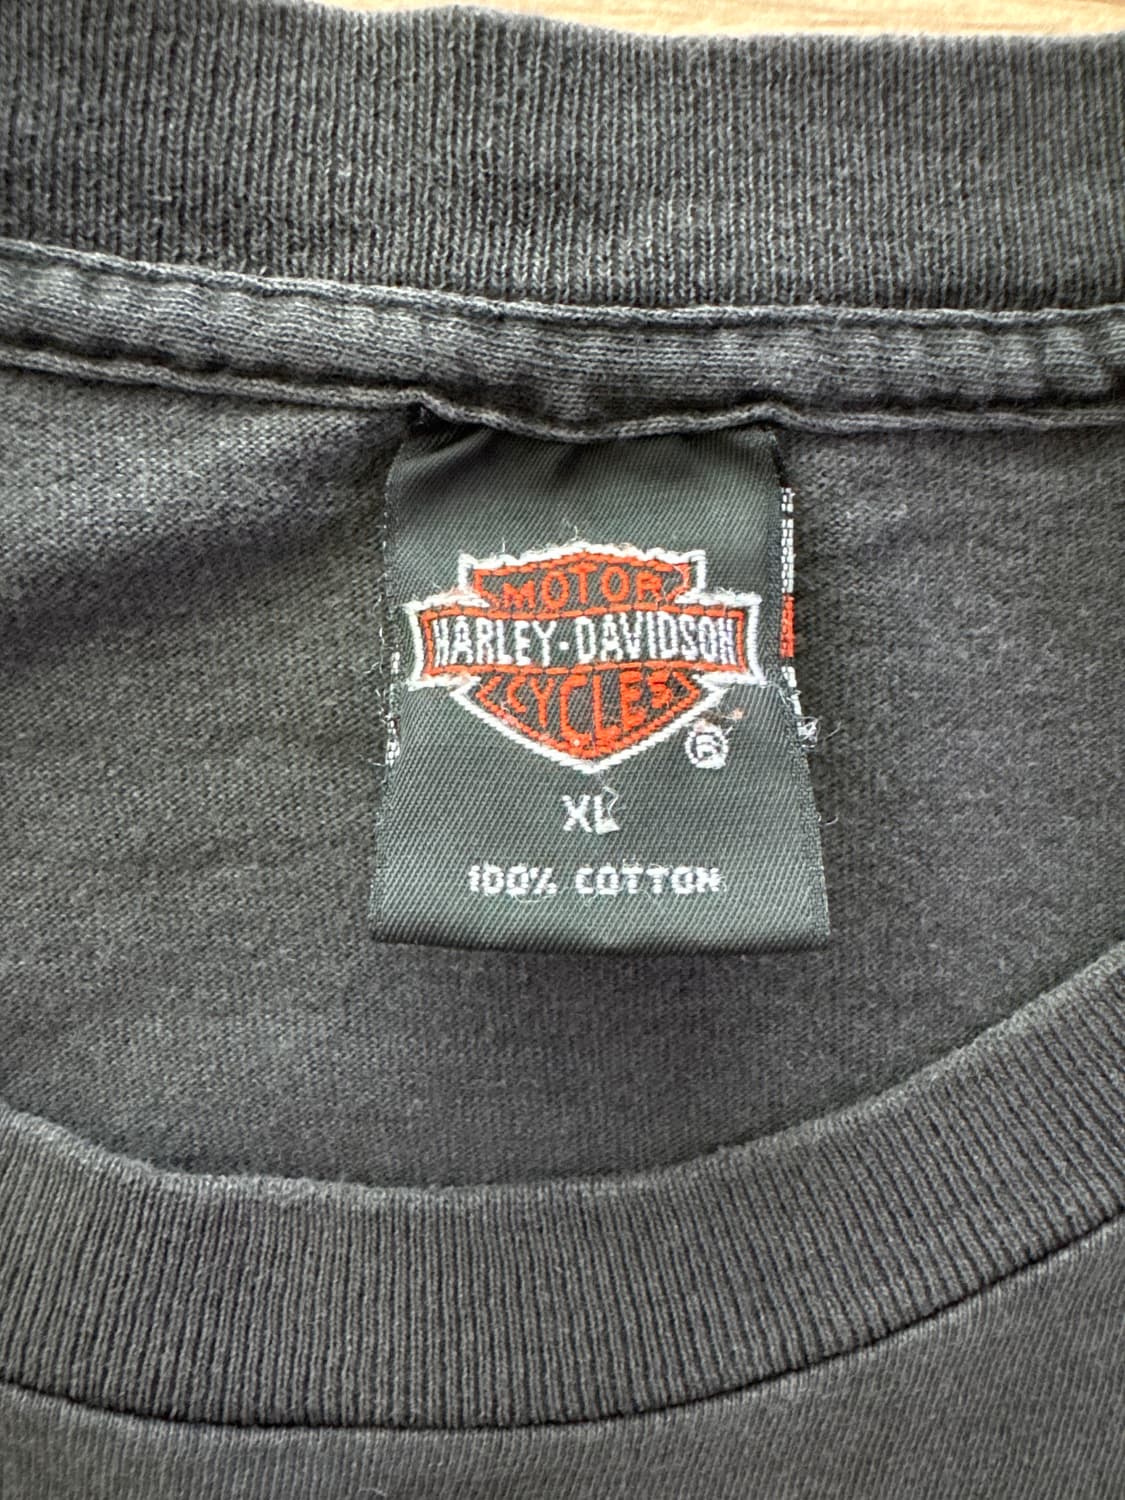 MOTOR
HARLEY-DAVIDSON
CYCLES
®
XL
100% COTTON